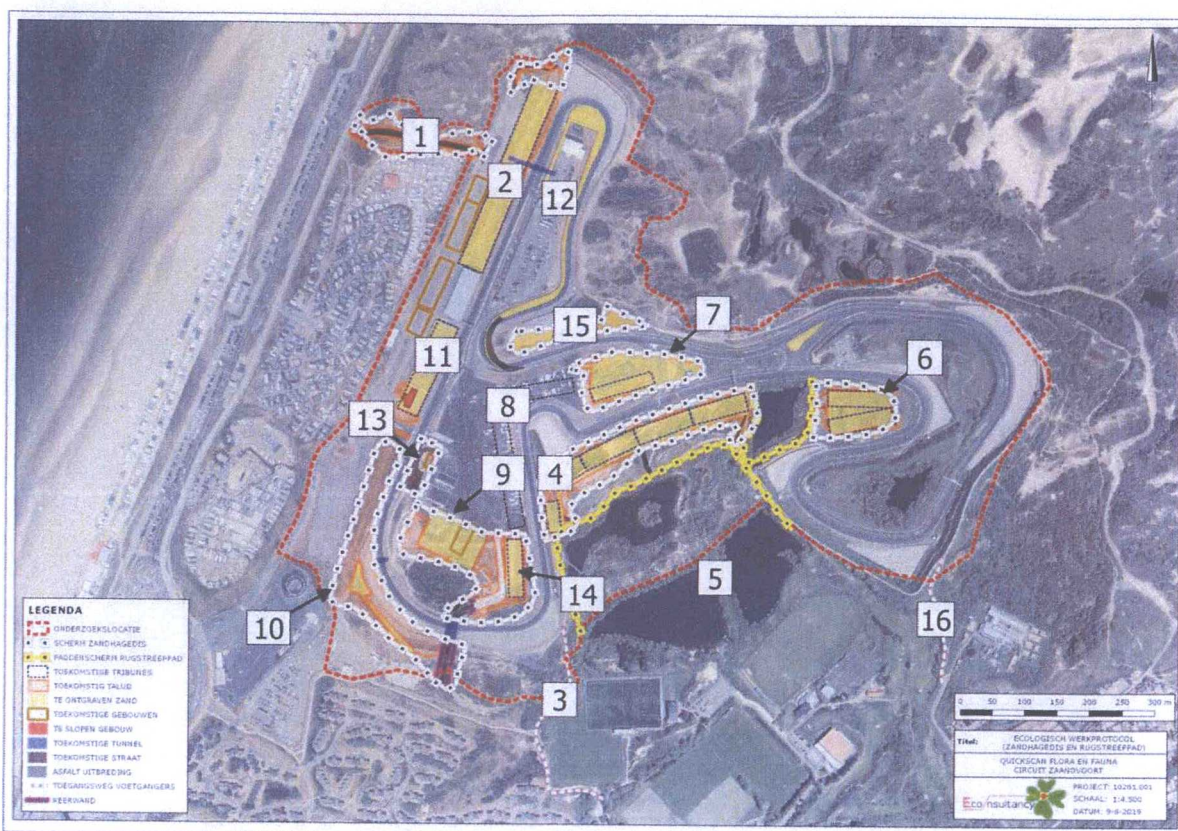 1
2
12
15
7
6
11
8
13
4
9
5
14
10
16
3
LEGENDA
ONDERZOEKSLOCATIE
SCHERM ZANDHAGEDIS
PADDENSCHERM RUGSTREEPPAD
TOEKOMSTIGE TRIBUNES
TOEKOMSTIG TALUD
TE ONTGRAVEN ZAND
TOEKOMSTIGE GEBOUWEN
TE SLOPEN GEBOUW
TOEKOMSTIGE TUNNEL
TOEKOMSTIGE STRAAT
ASFALT UITBREDING
TOEGANGSWEG VOETGANGERS
KEERWAND
0 50 100 150 200 250 300 m
Titel: ECOLOGISCH WERKPROTOCOL
(ZANDHAGEDIS EN RUGSTREEPPAD)
QUICKSCAN FLORA EN FAUNA
CIRCUIT ZAANDVOORT
Econsultancy
PROJECT: 10261.001
SCHAAL: 1:4.500
DATUM: 9-8-2019